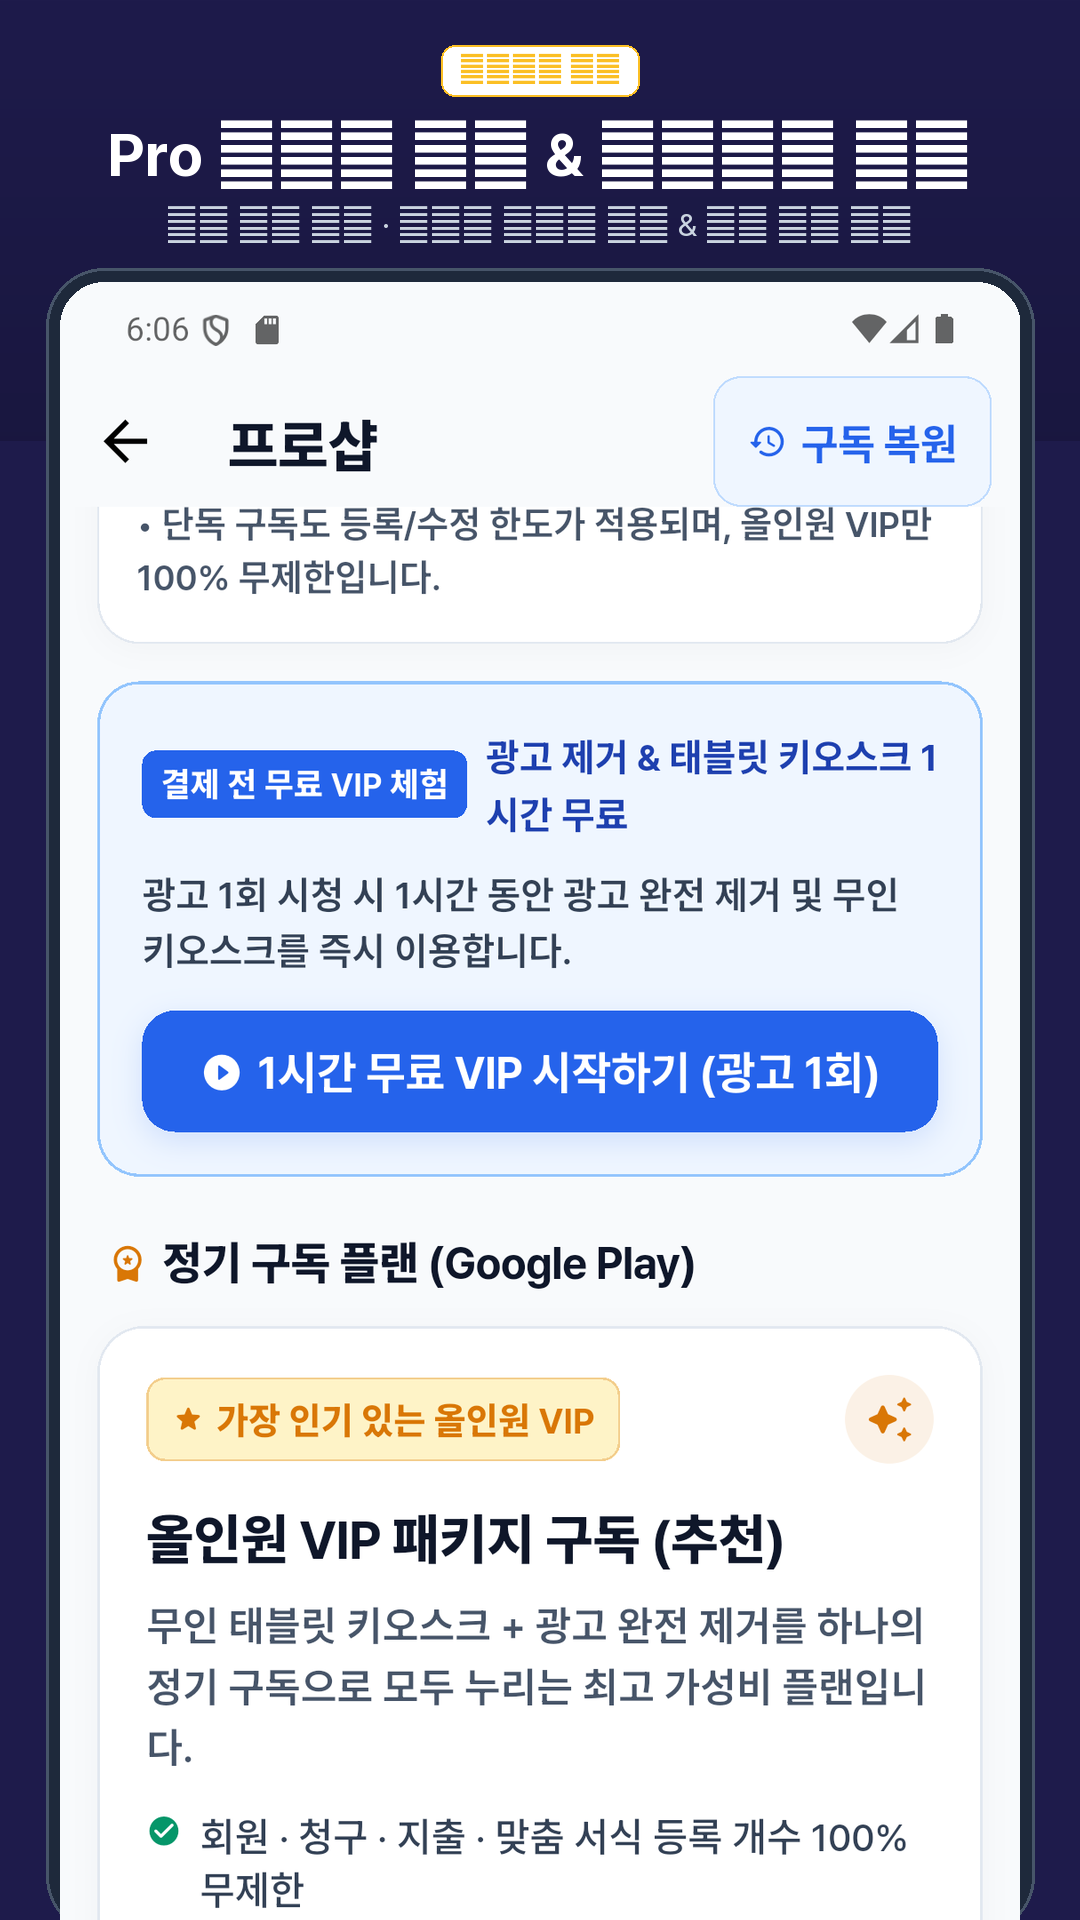 Pro &
· &
6:06
프로샵
구독 복원
• 단독 구독도 등록/수정 한도가 적용되며, 올인원 VIP만
100% 무제한입니다.
결제 전 무료 VIP 체험
광고 제거 & 태블릿 키오스크 1
시간 무료
광고 1회 시청 시 1시간 동안 광고 완전 제거 및 무인
키오스크를 즉시 이용합니다.
1시간 무료 VIP 시작하기 (광고 1회)
정기 구독 플랜 (Google Play)
가장 인기 있는 올인원 VIP
올인원 VIP 패키지 구독 (추천)
무인 태블릿 키오스크 + 광고 완전 제거를 하나의
정기 구독으로 모두 누리는 최고 가성비 플랜입니
다.
회원 · 청구 · 지출 · 맞춤 서식 등록 개수 100%
무제한